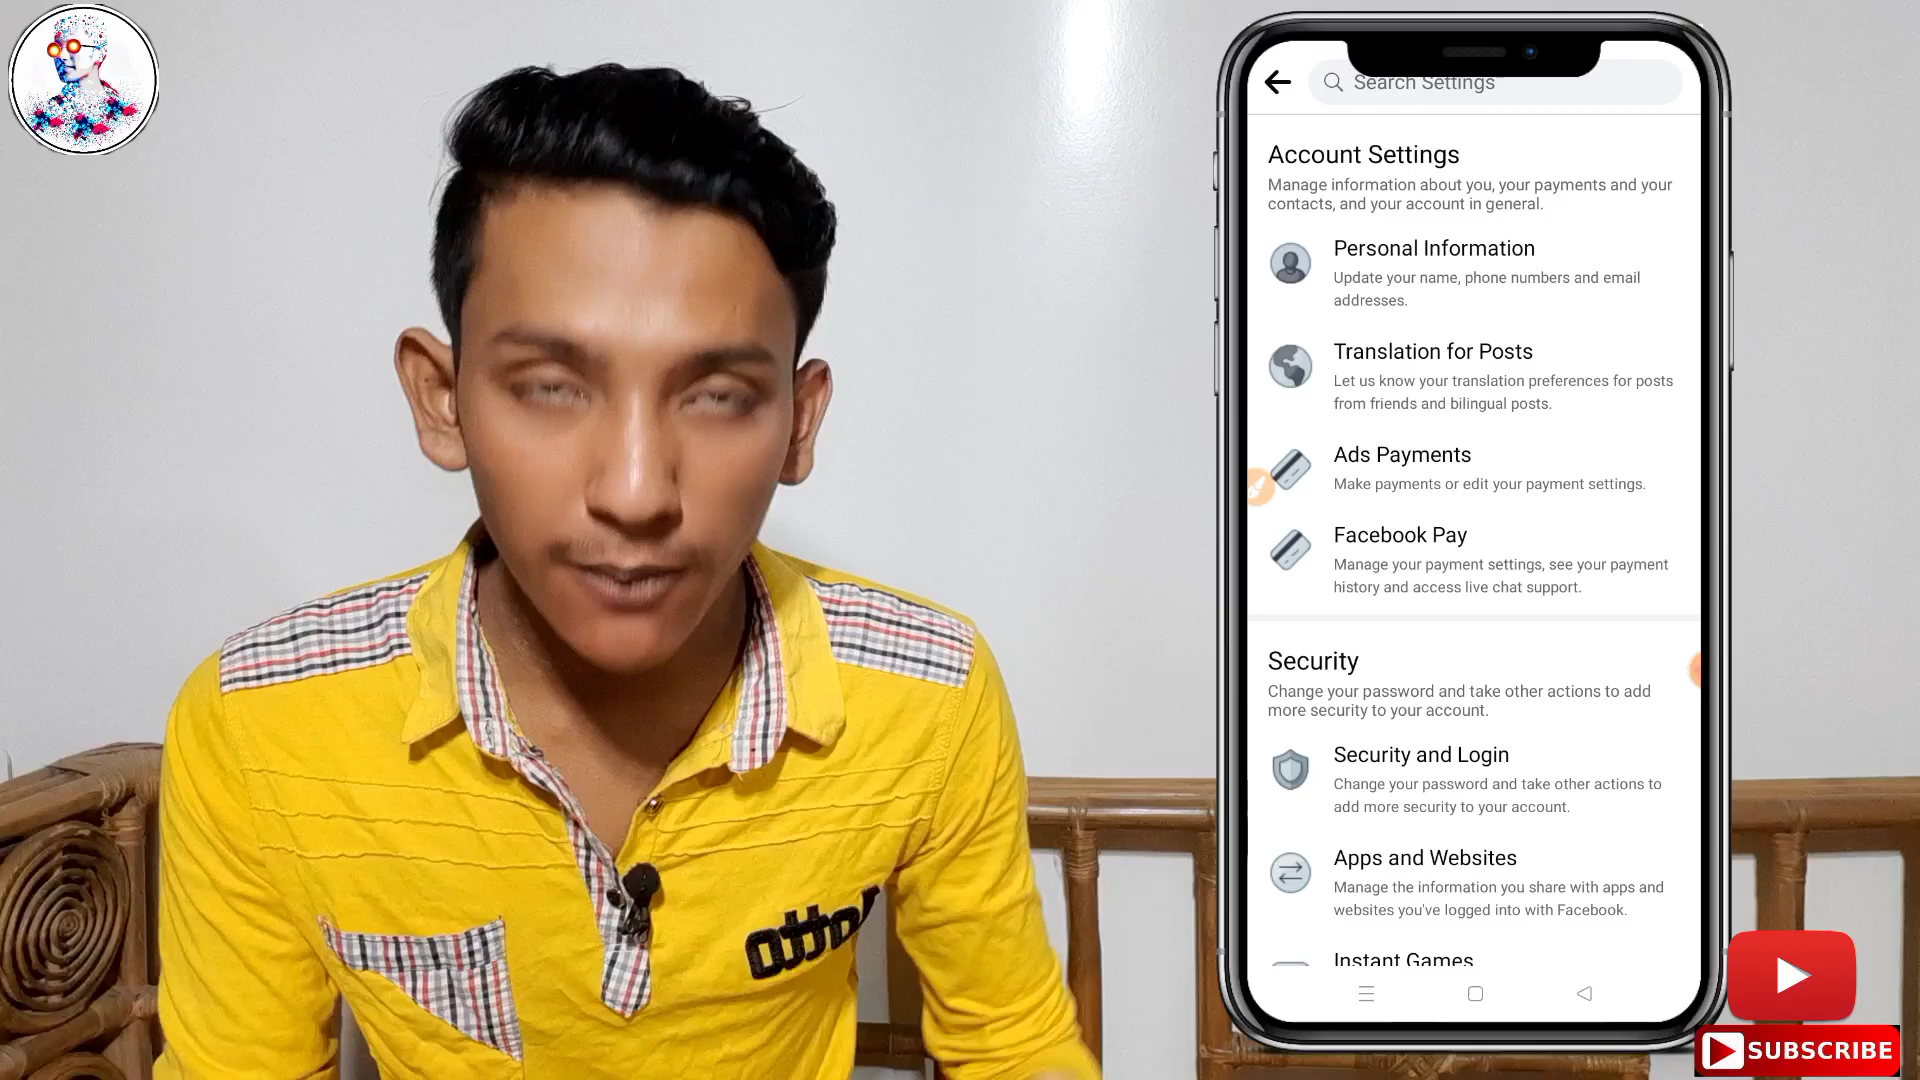 Search Settings
Account Settings
Manage information about you, your payments and your
contacts, and your account in general.
Personal Information
Update your name, phone numbers and email
addresses.
Translation for Posts
Let us know your translation preferences for posts
from friends and bilingual posts.
Ads Payments
Make payments or edit your payment settings.
Facebook Pay
Manage your payment settings, see your payment
history and access live chat support.
Security
Change your password and take other actions to add
more security to your account.
Security and Login
Change your password and take other actions to
add more security to your account.
Apps and Websites
Manage the information you share with apps and
websites you've logged into with Facebook.
Instant Games
SUBSCRIBE